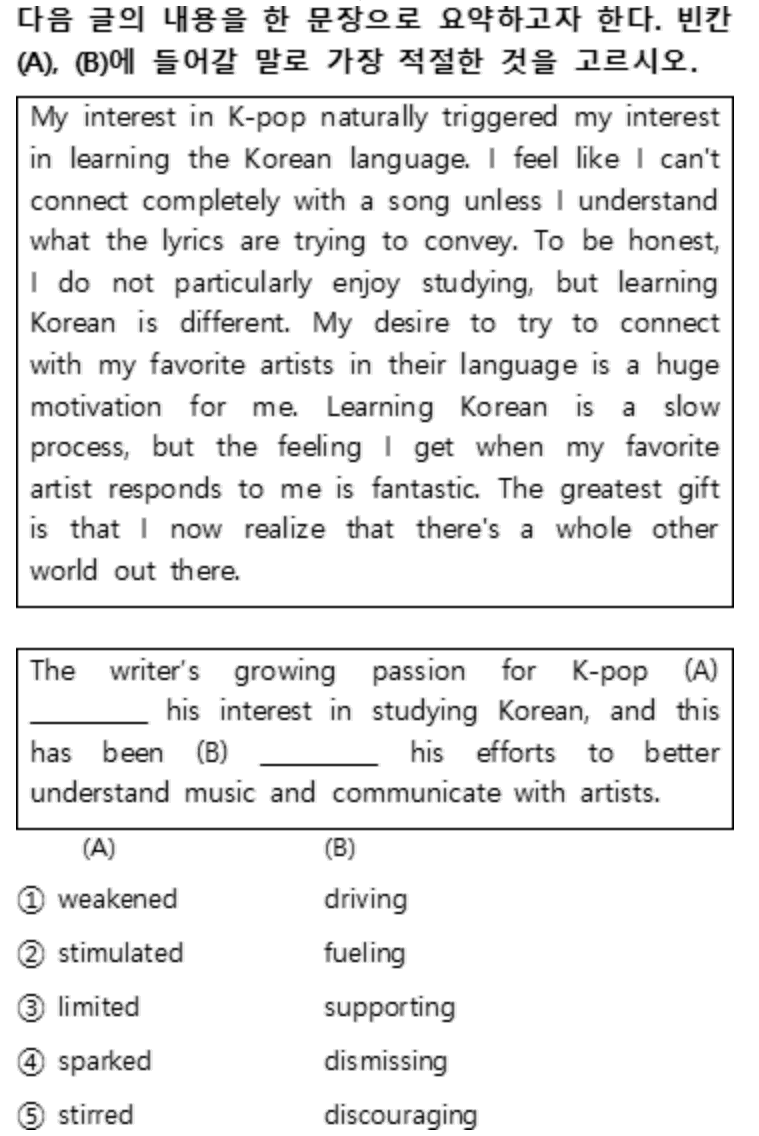 다음 글의 내용을 한 문장으로 요약하고자 한다. 빈칸
(A), (B)에 들어갈 말로 가장 적절한 것을 고르시오.
My interest in K-pop naturally triggered my interest
in learning the Korean language. I feel like I can't
connect completely with a song unless I understand
what the lyrics are trying to convey. To be honest,
I do not particularly enjoy studying, but learning
Korean is different. My desire to try to connect
with my favorite artists in their language is a huge
motivation for me. Learning Korean is a slow
process, but the feeling I get when my favorite
artist responds to me is fantastic. The greatest gift
is that I now realize that there's a whole other
world out there.
The writer's growing passion for K-pop (A)
________ his interest in studying Korean, and this
has been (B) ________ his efforts to better
understand music and communicate with artists.
(A) (B)
① weakened driving
② stimulated fueling
③ limited supporting
④ sparked dismissing
⑤ stirred discouraging